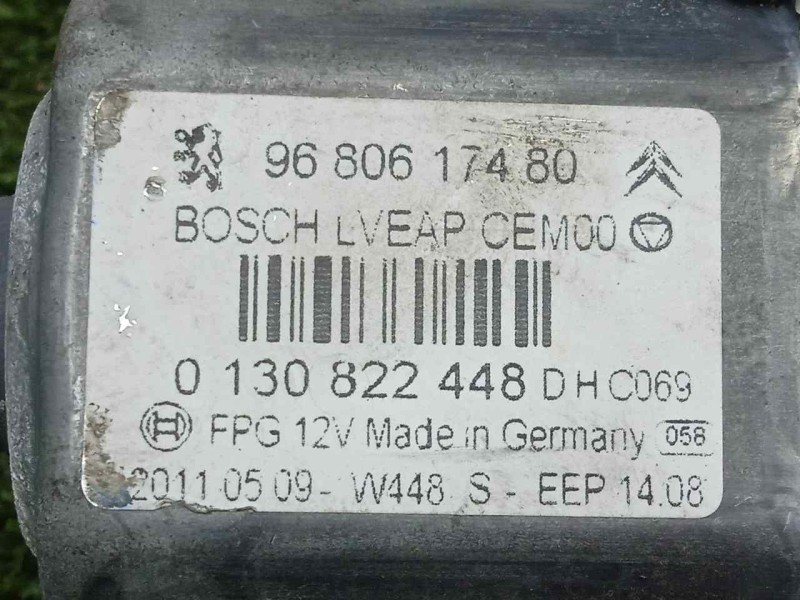 96 806 174 80
BOSCH LVEAP CEM00
0 130 822 448 D H C069
FPG 12V Made in Germany 058
2011 05 09 - W448 S - EEP 14.08